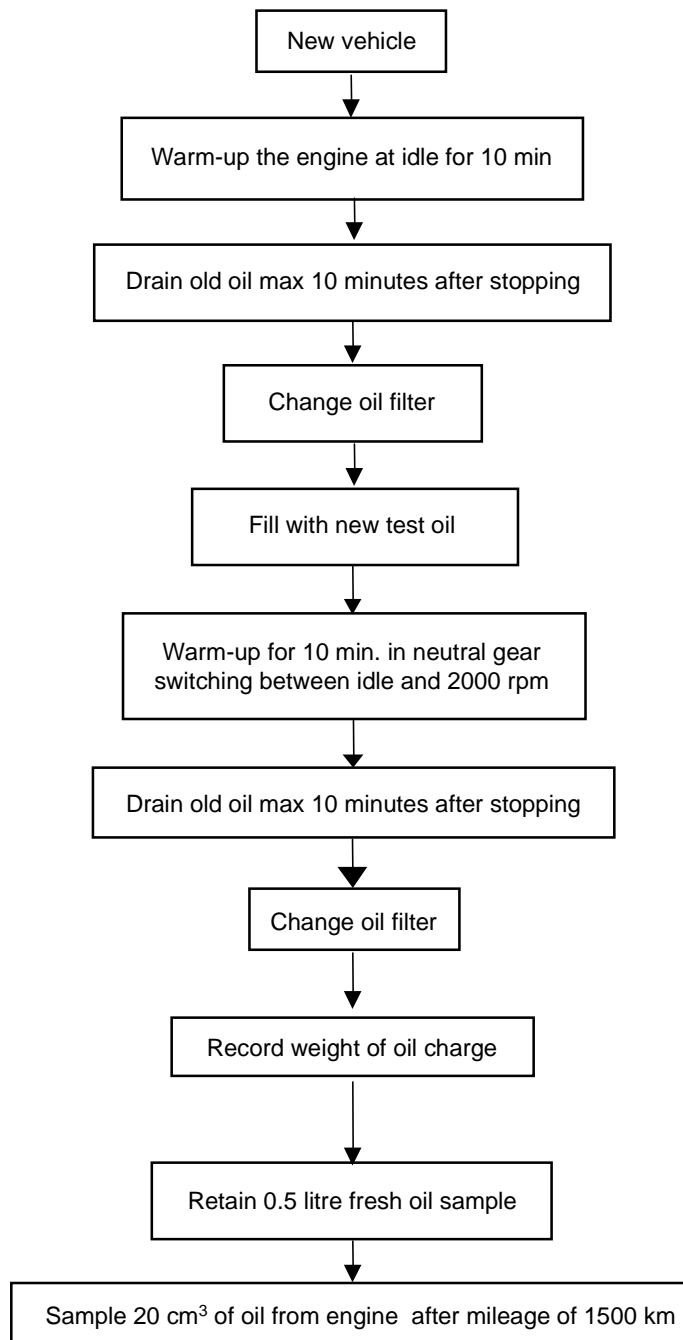 New vehicle
Warm-up the engine at idle for 10 min
Drain old oil max 10 minutes after stopping
Change oil filter
Fill with new test oil
Warm-up for 10 min. in neutral gear
switching between idle and 2000 rpm
Drain old oil max 10 minutes after stopping
Change oil filter
Record weight of oil charge
Retain 0.5 litre fresh oil sample
Sample 20 cm³ of oil from engine after mileage of 1500 km